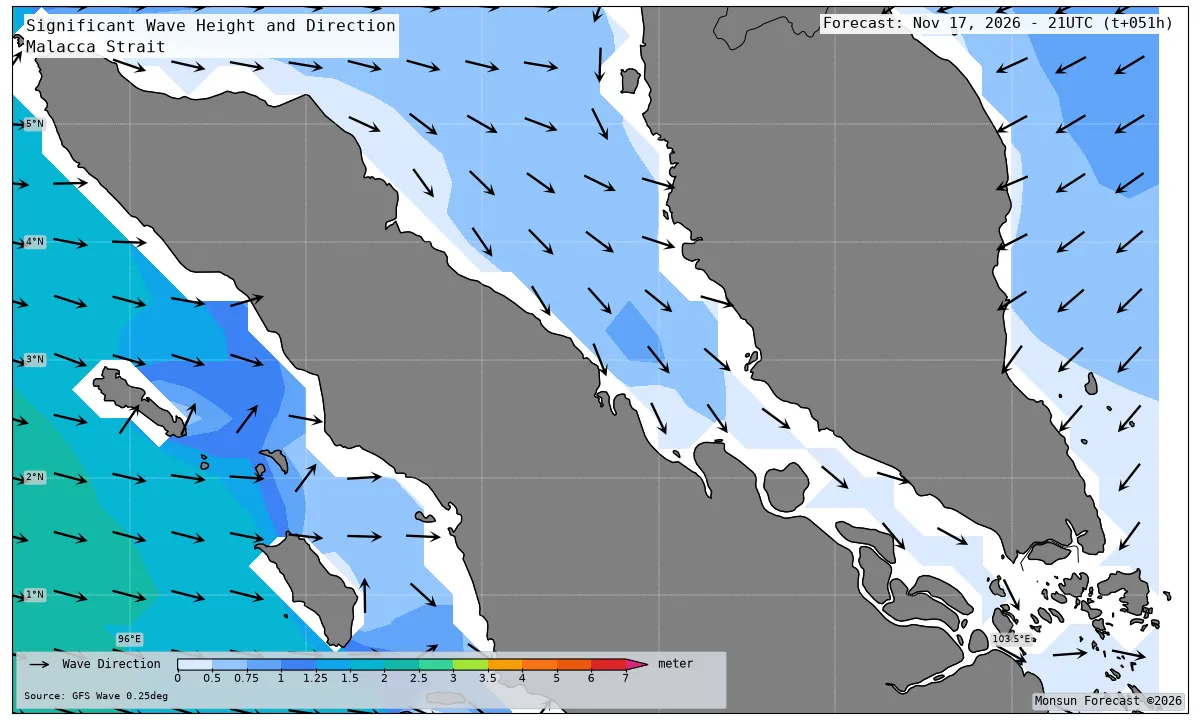 Significant Wave Height and Direction
Malacca Strait
Forecast: Nov 17, 2026 - 21UTC (t+051h)
5°N
4°N
3°N
2°N
1°N
96°E
103.5°E
Wave Direction
meter
0 0.5 0.75 1 1.25 1.5 2 2.5 3 3.5 4 5 6 7
Source: GFS Wave 0.25deg
Monsun Forecast ©2026